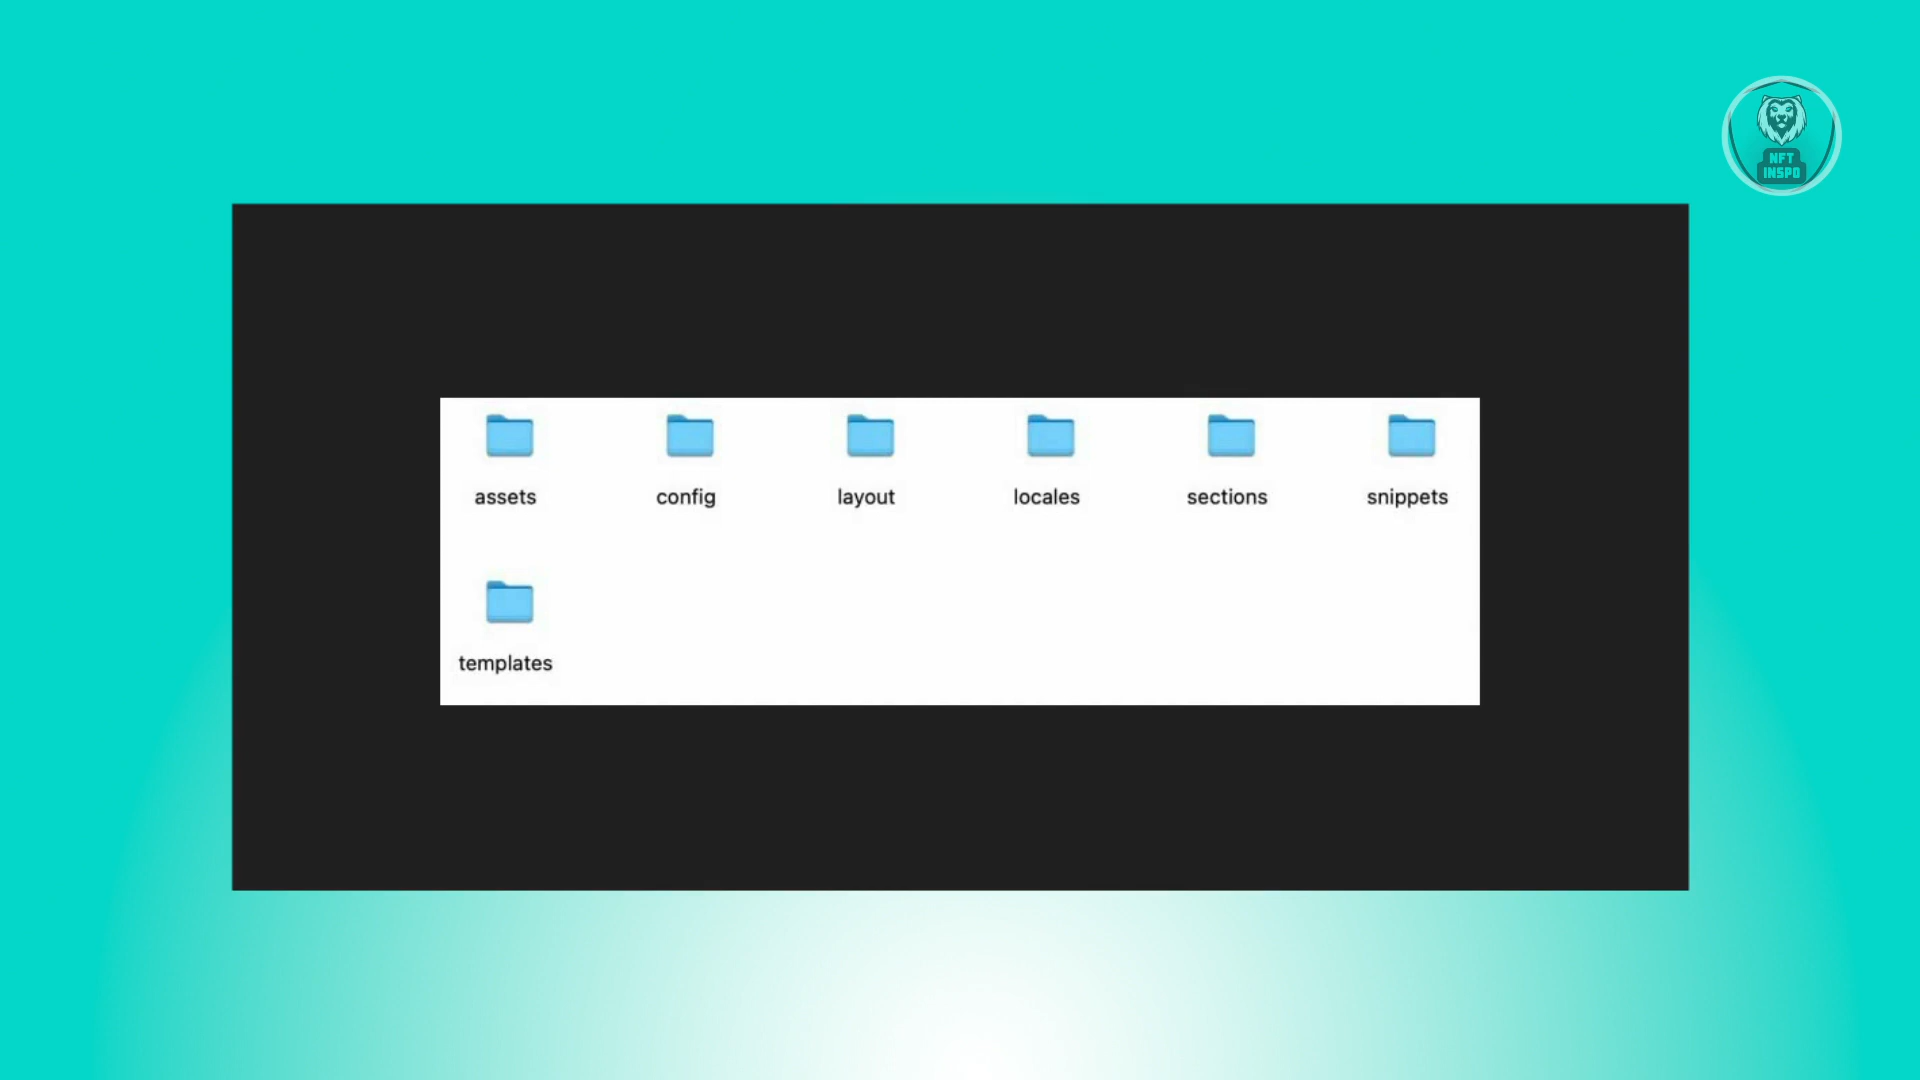 NFT
INSPO
assets config layout locales sections snippets
templates